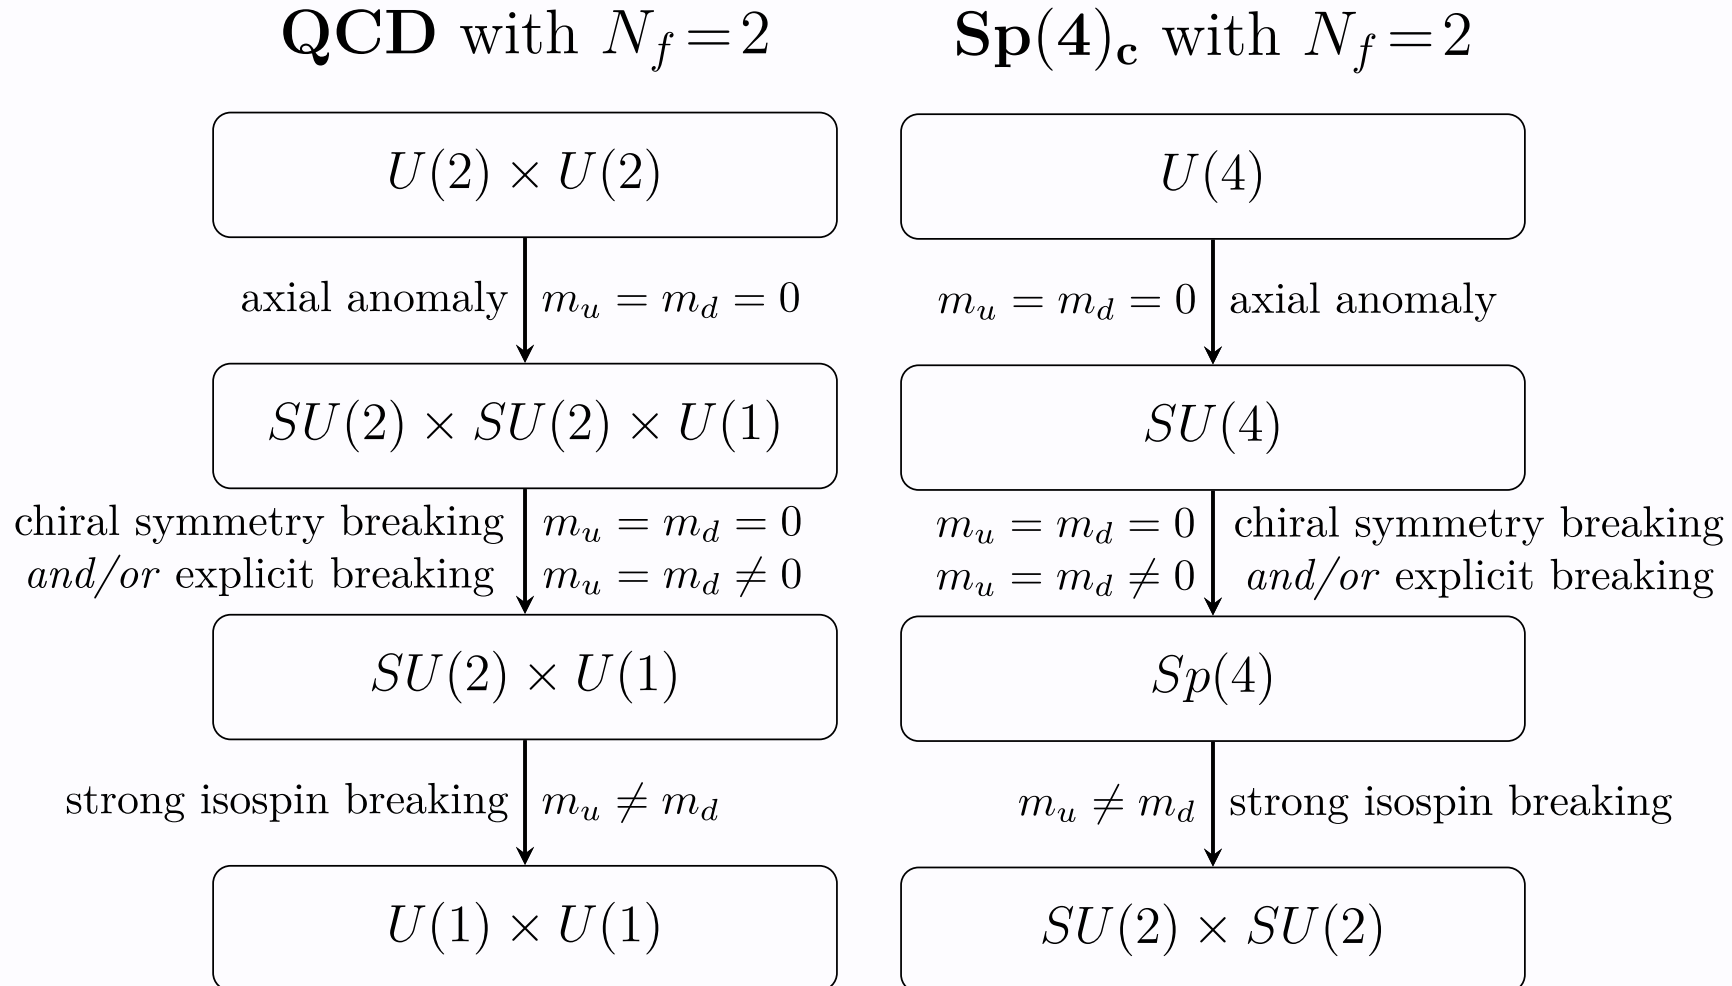 QCD with N_f = 2
U(2) × U(2)
axial anomaly m_u = m_d = 0
SU(2) × SU(2) × U(1)
chiral symmetry breaking m_u = m_d = 0
and/or explicit breaking m_u = m_d ≠ 0
SU(2) × U(1)
strong isospin breaking m_u ≠ m_d
U(1) × U(1)
Sp(4)_c with N_f = 2
U(4)
m_u = m_d = 0 axial anomaly
SU(4)
m_u = m_d = 0 chiral symmetry breaking
m_u = m_d ≠ 0 and/or explicit breaking
Sp(4)
m_u ≠ m_d strong isospin breaking
SU(2) × SU(2)